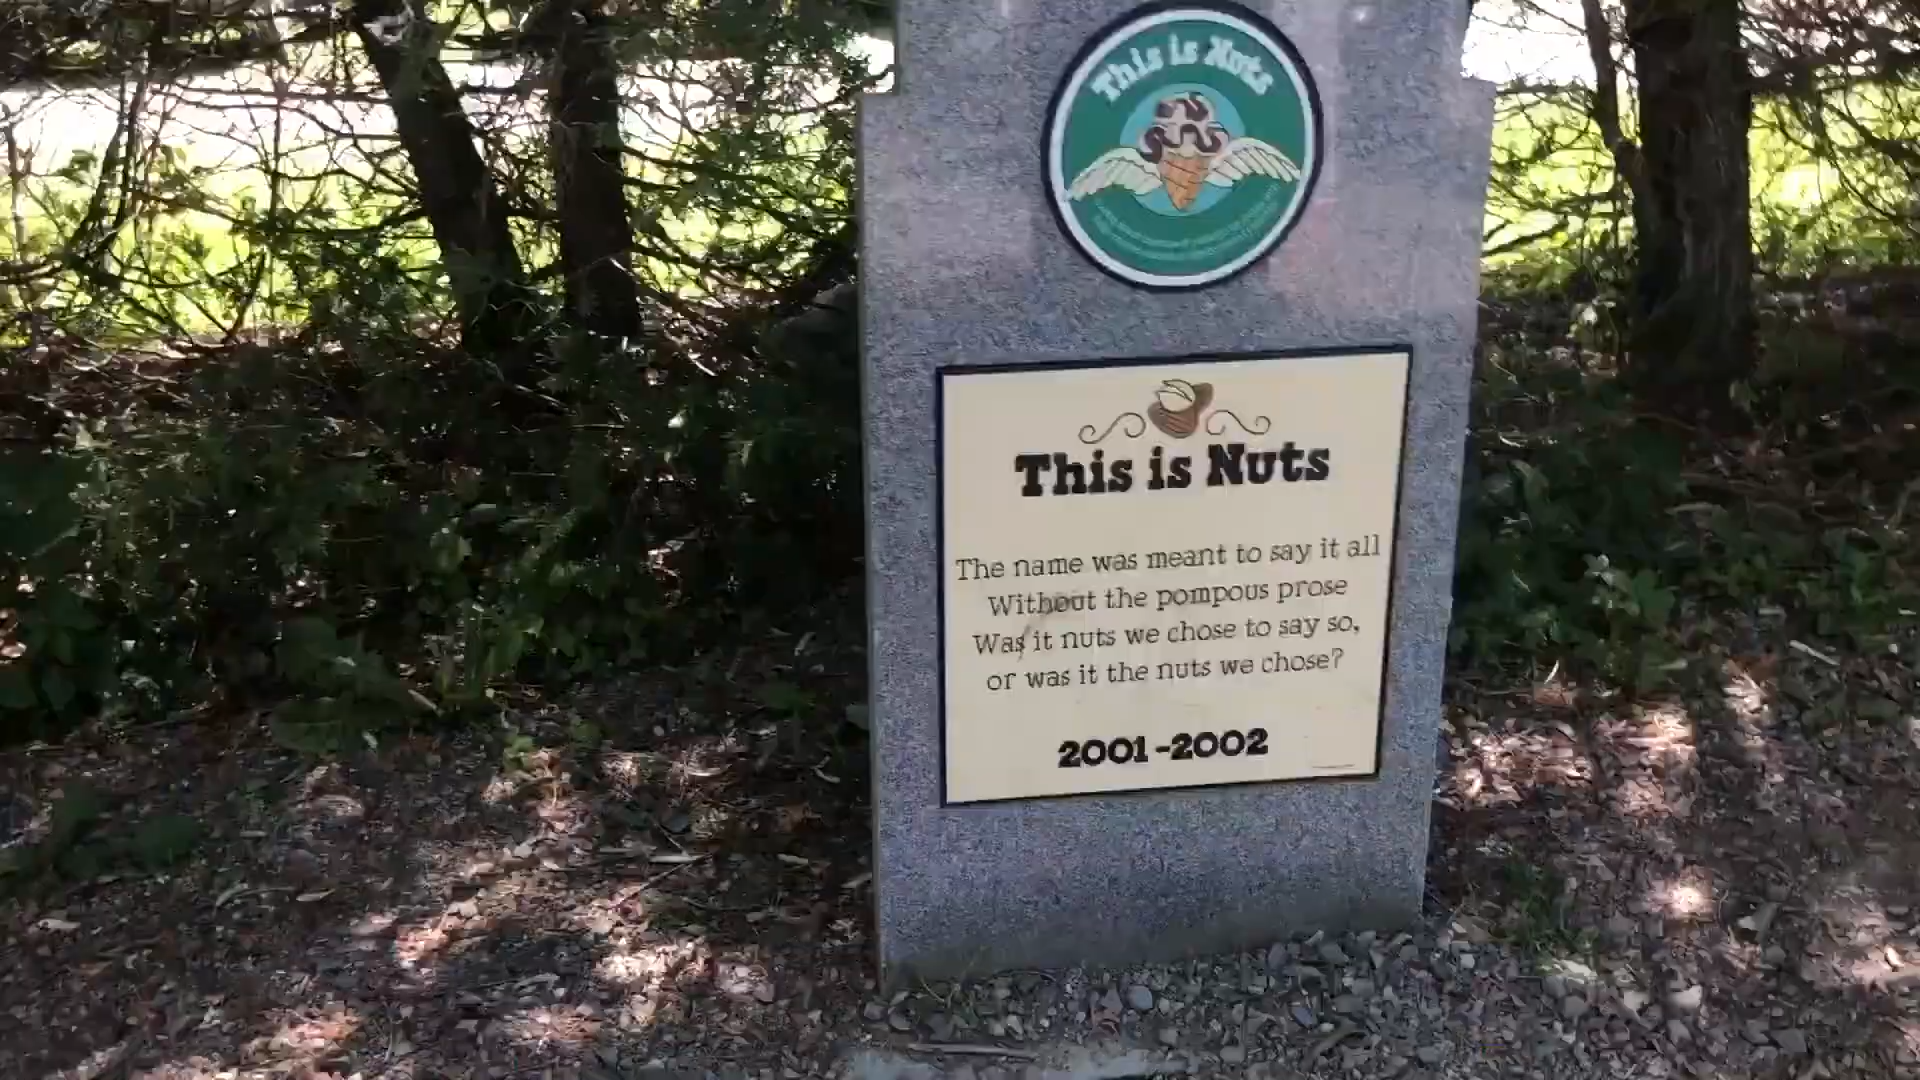 This is Nuts
This is Nuts
The name was meant to say it all
Without the pompous prose
Was it nuts we chose to say so,
or was it the nuts we chose?
2001-2002